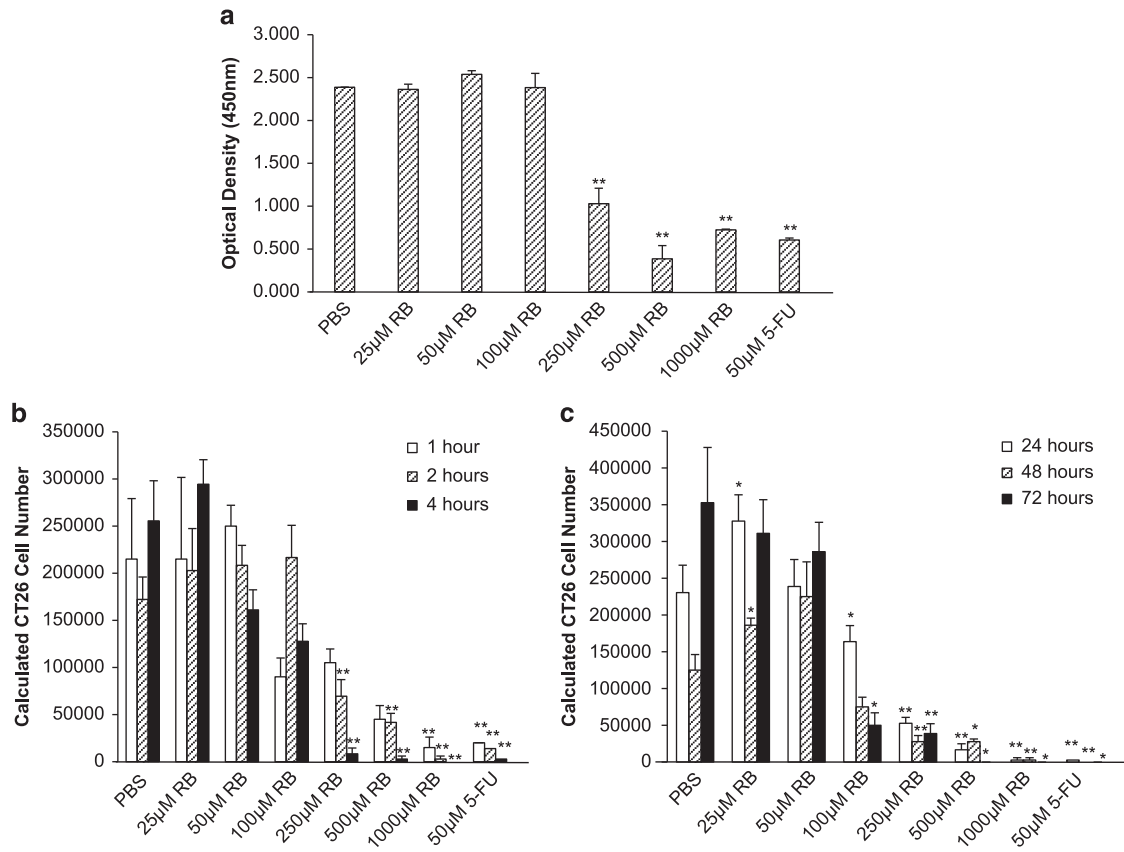 a
Optical Density (450nm)
3.000
2.500
2.000
1.500
1.000
0.500
0.000
** ** ** **
PBS
25µM RB
50µM RB
100µM RB
250µM RB
500µM RB
1000µM RB
50µM 5-FU
b
Calculated CT26 Cell Number
350000
300000
250000
200000
150000
100000
50000
0
1 hour
2 hours
4 hours
** ** ** ** ** ** ** ** ** **
PBS
25µM RB
50µM RB
100µM RB
250µM RB
500µM RB
1000µM RB
50µM 5-FU
c
Calculated CT26 Cell Number
450000
400000
350000
300000
250000
200000
150000
100000
50000
0
24 hours
48 hours
72 hours
* * * * ** ** ** ** * * ** ** * ** ** *
PBS
25µM RB
50µM RB
100µM RB
250µM RB
500µM RB
1000µM RB
50µM 5-FU